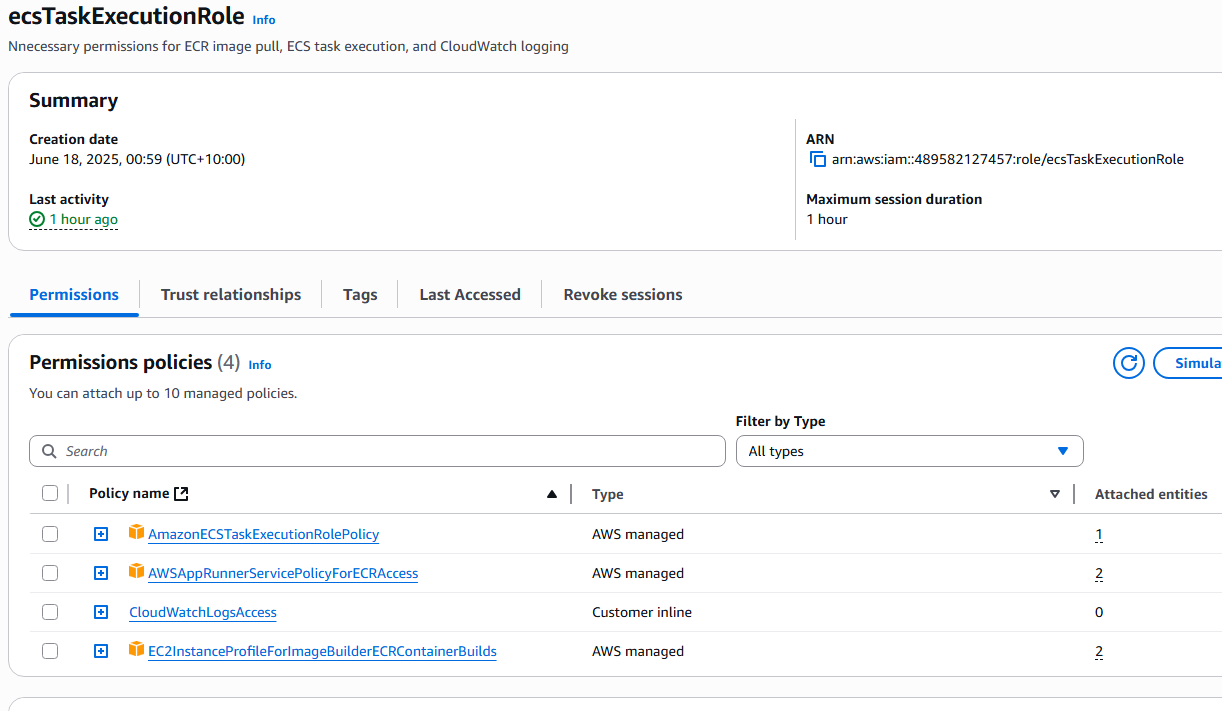 ecsTaskExecutionRole Info
Nnecessary permissions for ECR image pull, ECS task execution, and CloudWatch logging
Summary
Creation date
June 18, 2025, 00:59 (UTC+10:00)
ARN
arn:aws:iam::489582127457:role/ecsTaskExecutionRole
Last activity
1 hour ago
Maximum session duration
1 hour
Permissions Trust relationships Tags Last Accessed Revoke sessions
Permissions policies (4) Info
Simula
You can attach up to 10 managed policies.
Filter by Type
Search
All types
Policy name Type Attached entities
AmazonECSTaskExecutionRolePolicy AWS managed 1
AWSAppRunnerServicePolicyForECRAccess AWS managed 2
CloudWatchLogsAccess Customer inline 0
EC2InstanceProfileForImageBuilderECRContainerBuilds AWS managed 2